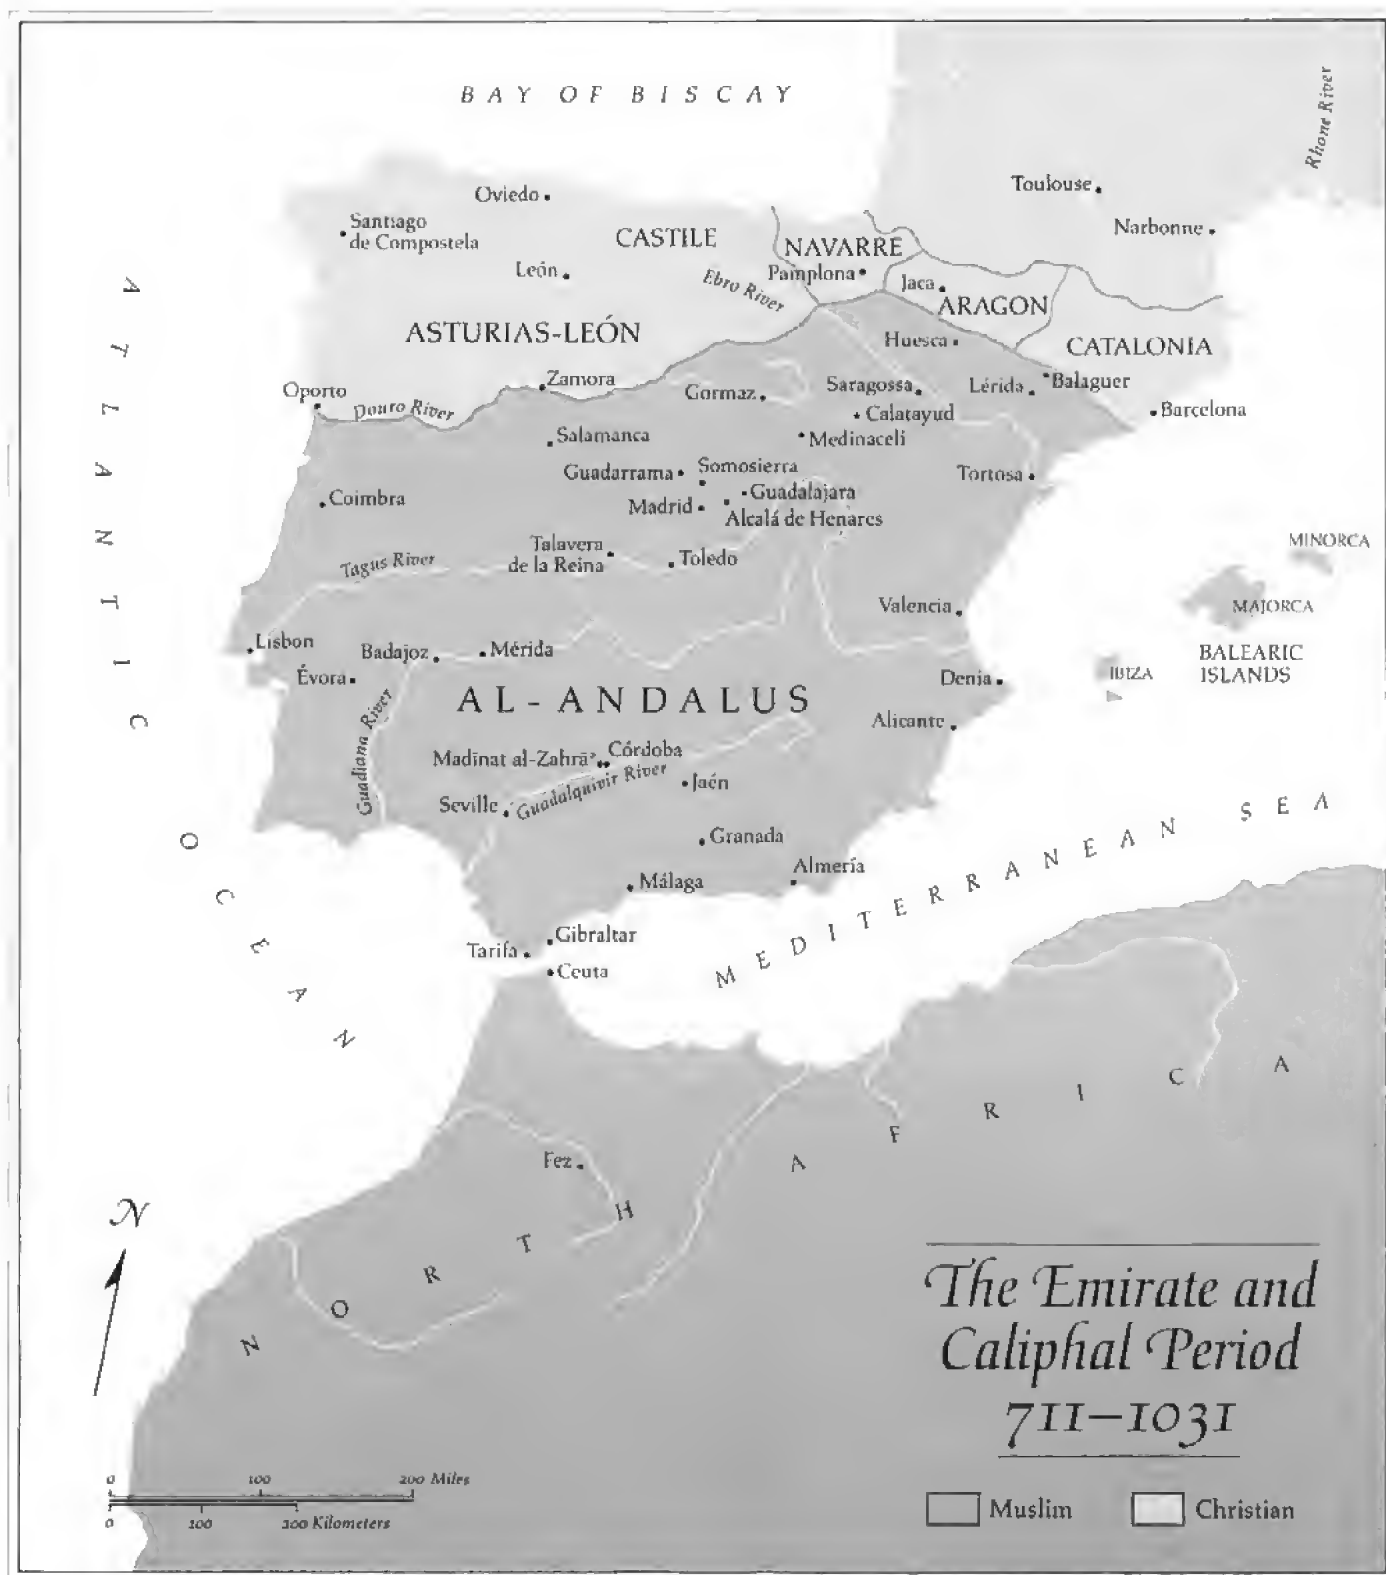 BAY OF BISCAY
Rhone River
Toulouse
Oviedo
Santiago
de Compostela
CASTILE
NAVARRE
Narbonne
León
Ebro River
Pamplona
Jaca
ARAGON
ASTURIAS-LEÓN
Huesca
CATALONIA
Oporto
Zamora
Douro River
Gormaz
Saragossa
Lérida
Balaguer
Calatayud
Barcelona
Salamanca
Medinaceli
Guadarrama
Somosierra
Tortosa
Coimbra
Madrid
Guadalajara
Alcalá de Henares
Talavera
de la Reina
Toledo
Tagus River
MINORCA
Valencia
MAJORCA
Lisbon
Badajoz
Mérida
BALEARIC
ISLANDS
Évora
Denia
IBIZA
AL-ANDALUS
Guadiana River
Alicante
Madīnat al-Zahrāʾ
Córdoba
Guadalquivir River
Jaén
Seville
Granada
Almería
Málaga
MEDITERRANEAN SEA
Gibraltar
Tarifa
Ceuta
ATLANTIC OCEAN
Fez
NORTH AFRICA
N
The Emirate and
Caliphal Period
711–1031
0 100 200 Miles
0 100 200 Kilometers
Muslim
Christian